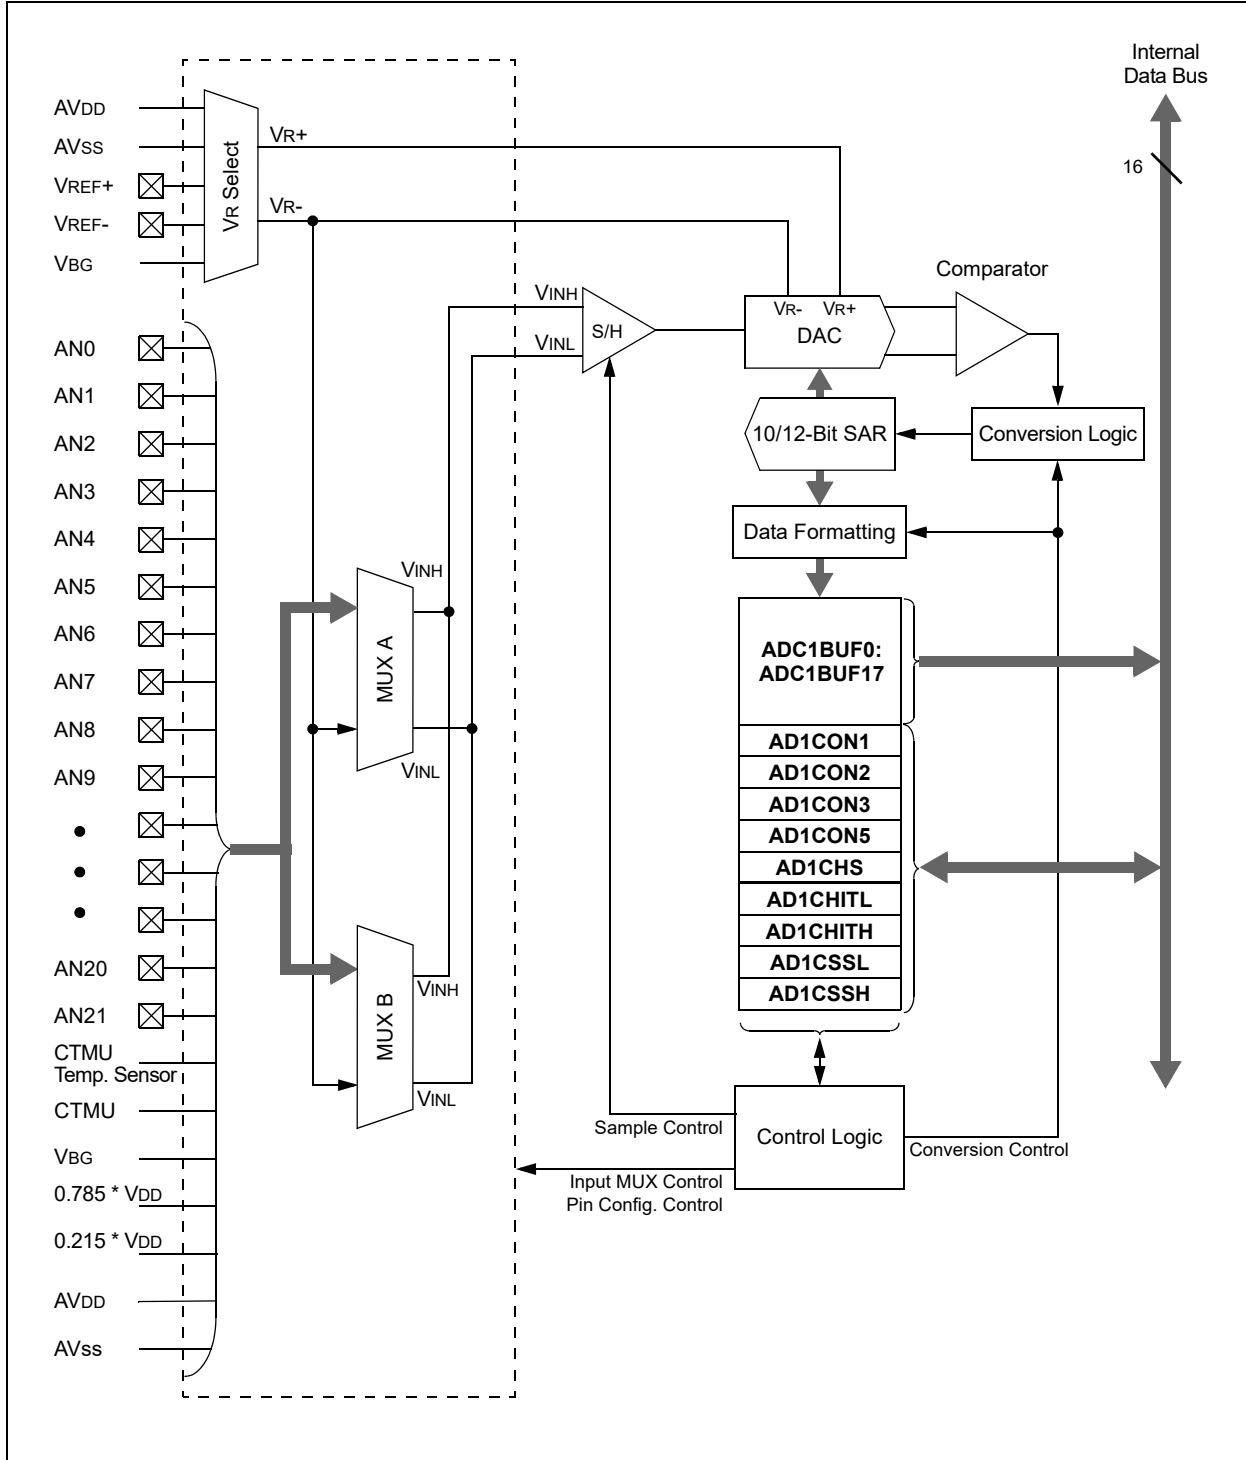 Internal
Data Bus
16
AVDD
AVSS
VREF+
VREF-
VBG
VR Select
VR+
VR-
Comparator
VINH
VINL
S/H
VR- VR+
DAC
10/12-Bit SAR
Conversion Logic
Data Formatting
AN0
AN1
AN2
AN3
AN4
AN5
AN6
AN7
AN8
AN9
AN20
AN21
CTMU
Temp. Sensor
CTMU
VBG
0.785 * VDD
0.215 * VDD
AVDD
AVss
VINH
MUX A
VINL
MUX B
VINH
VINL
ADC1BUF0:
ADC1BUF17
AD1CON1
AD1CON2
AD1CON3
AD1CON5
AD1CHS
AD1CHITL
AD1CHITH
AD1CSSL
AD1CSSH
Sample Control
Control Logic
Conversion Control
Input MUX Control
Pin Config. Control